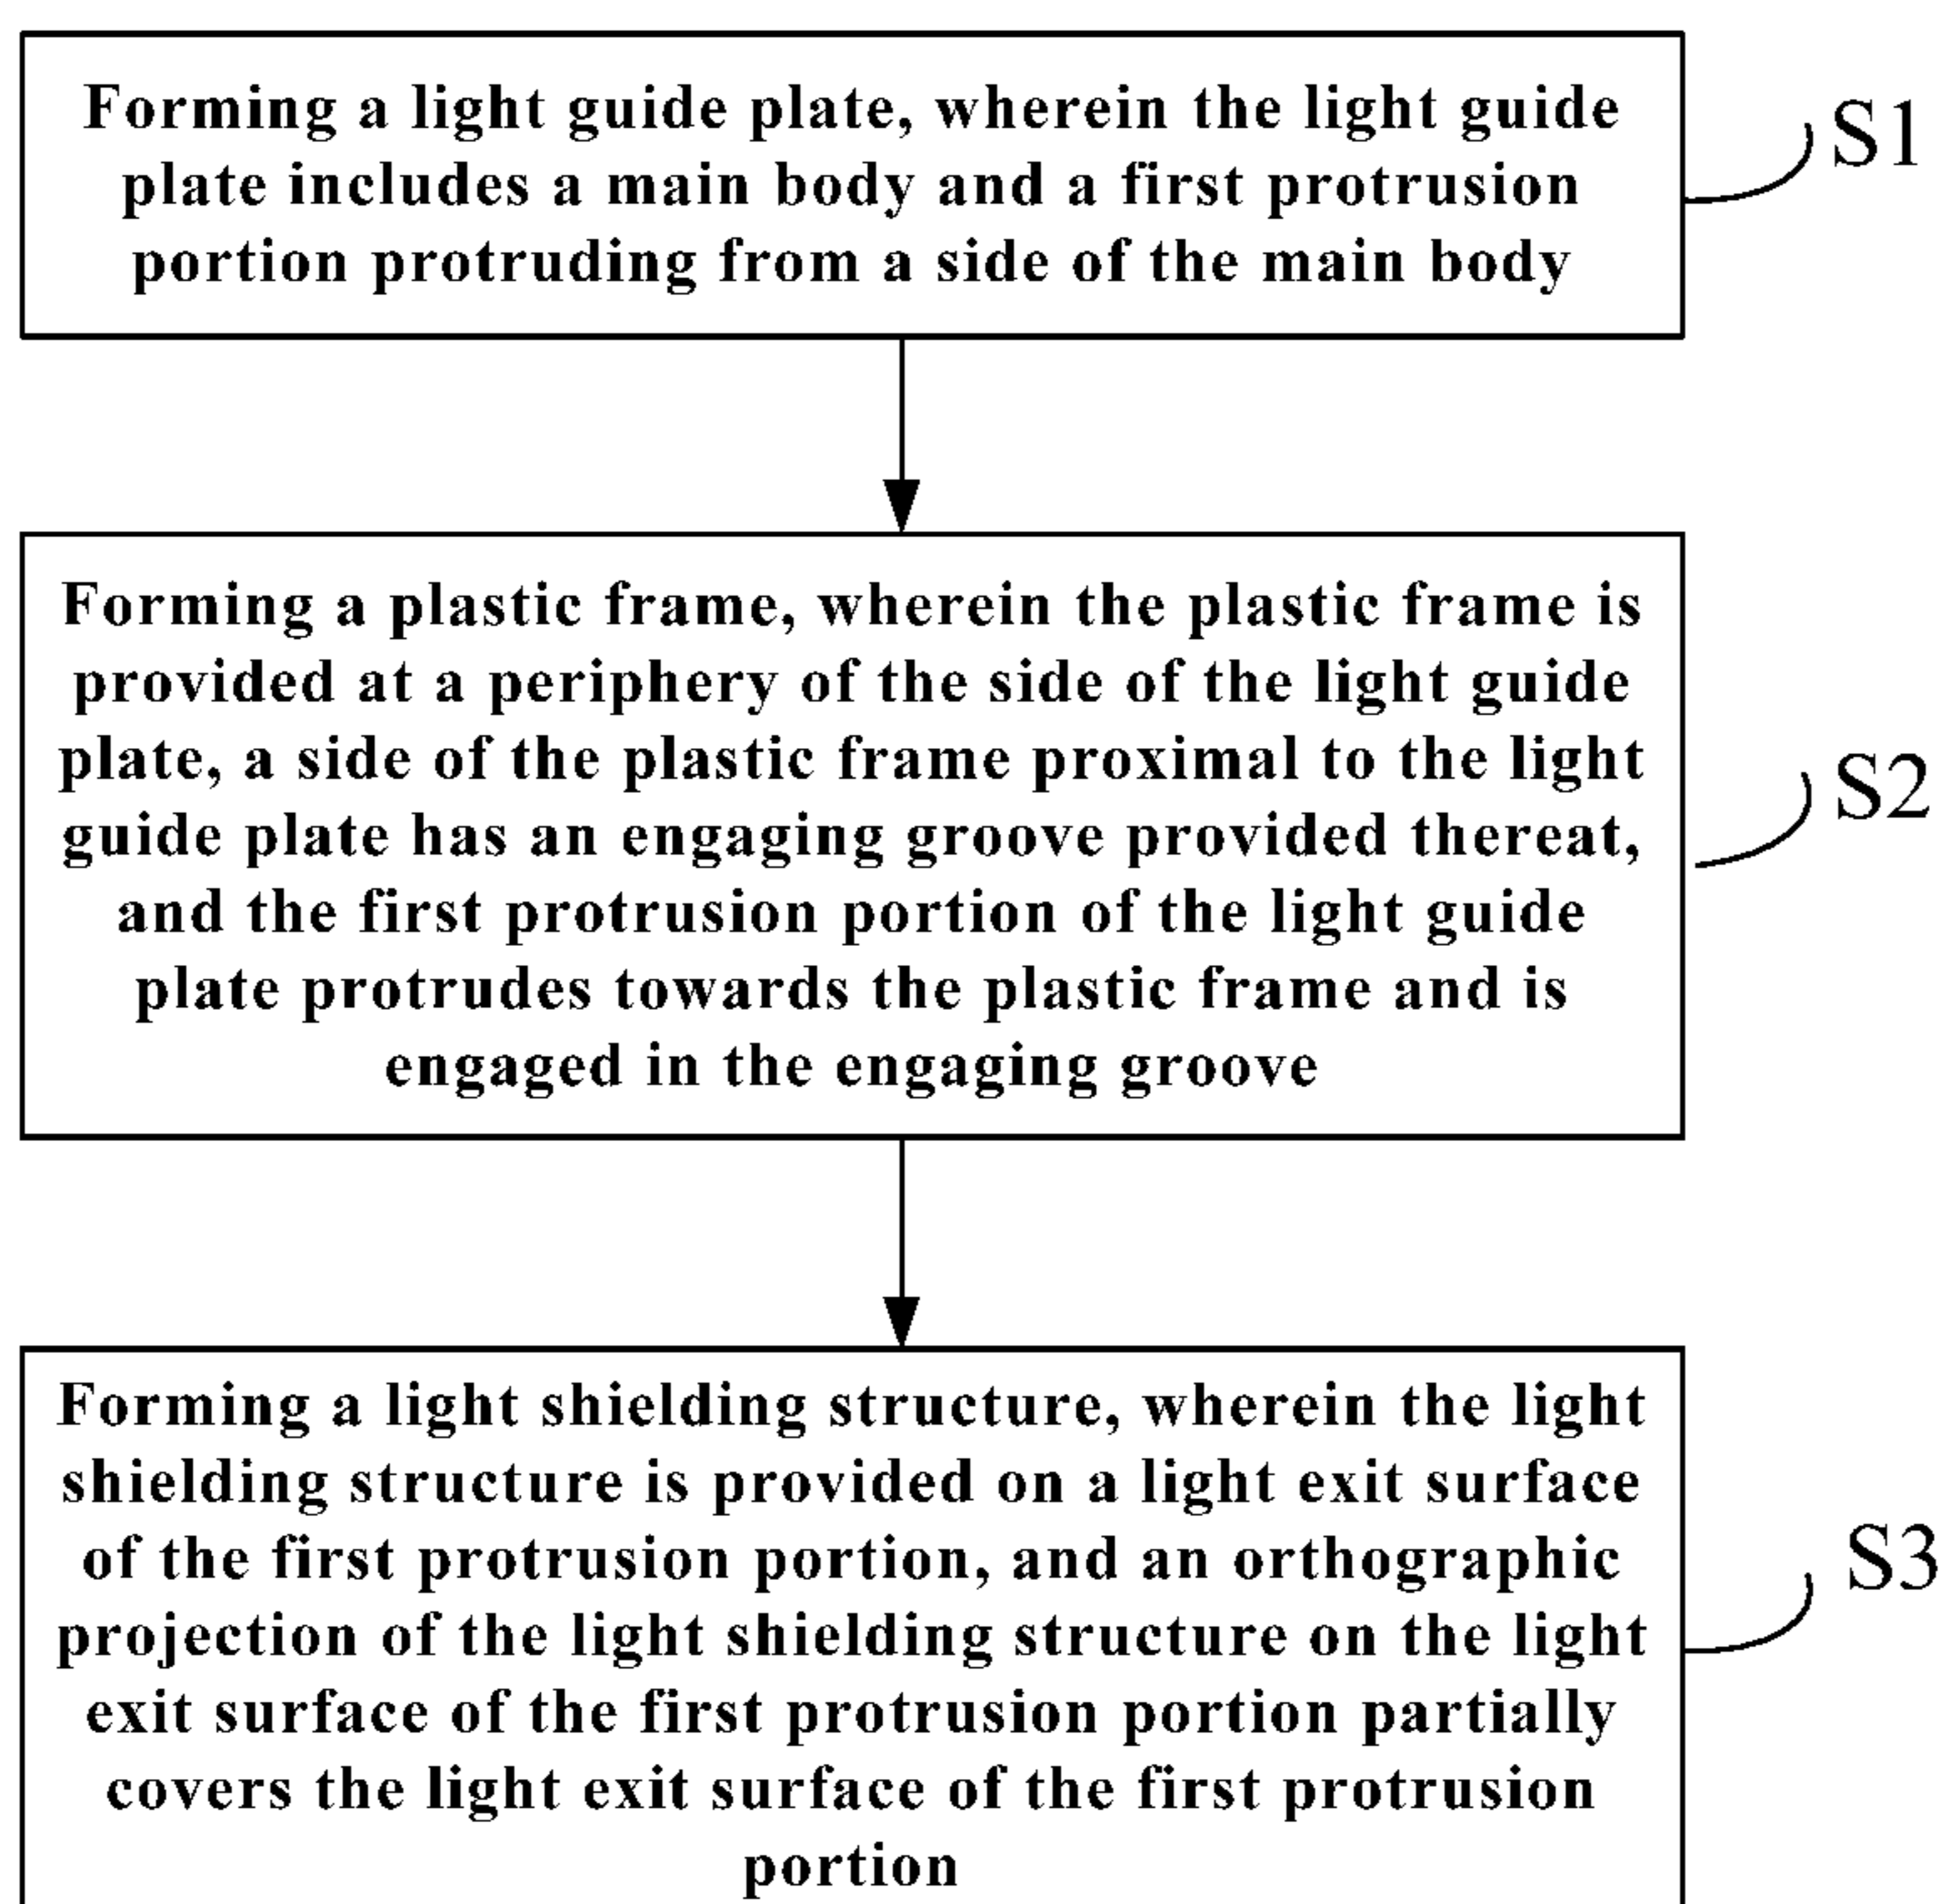 Forming a light guide plate, wherein the light guide
plate includes a main body and a first protrusion
portion protruding from a side of the main body
S1
Forming a plastic frame, wherein the plastic frame is
provided at a periphery of the side of the light guide
plate, a side of the plastic frame proximal to the light
guide plate has an engaging groove provided thereat,
and the first protrusion portion of the light guide
plate protrudes towards the plastic frame and is
engaged in the engaging groove
S2
Forming a light shielding structure, wherein the light
shielding structure is provided on a light exit surface
of the first protrusion portion, and an orthographic
projection of the light shielding structure on the light
exit surface of the first protrusion portion partially
covers the light exit surface of the first protrusion
portion
S3